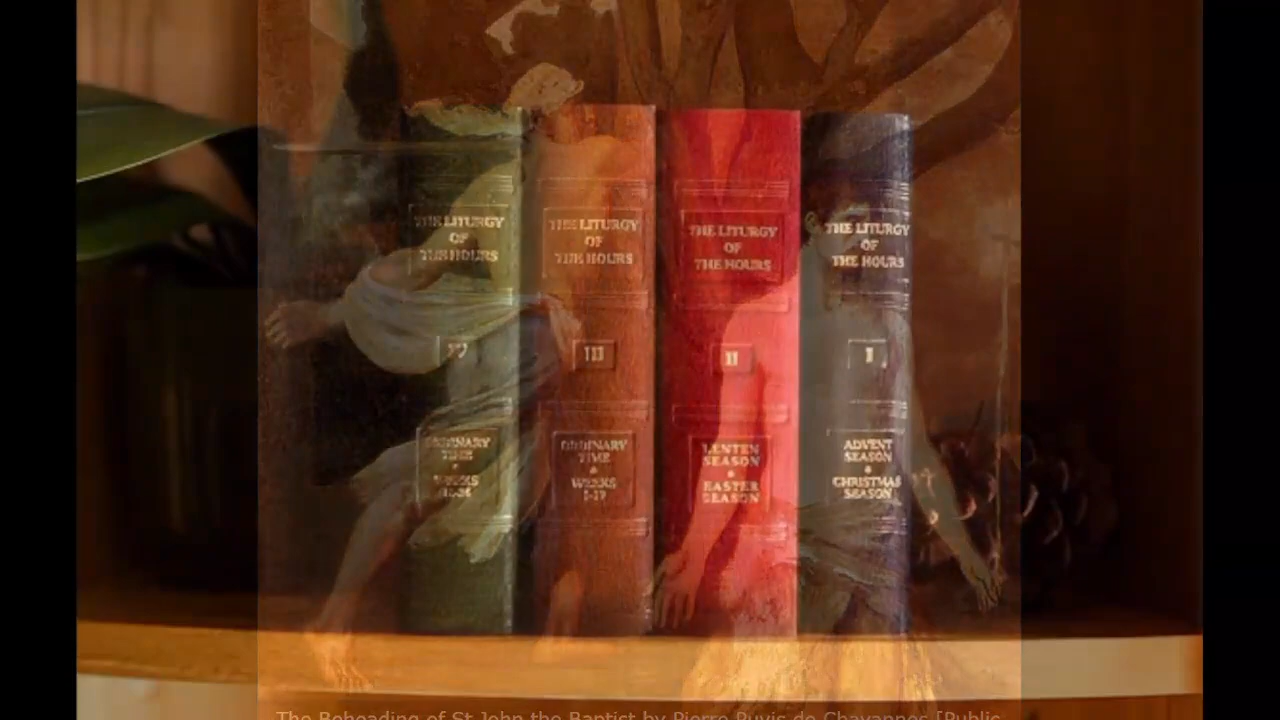 THE LITURGY
OF
THE HOURS
IV
ORDINARY
TIME
WEEKS
THE LITURGY
OF
THE HOURS
III
ORDINARY
TIME
WEEKS
1-17
THE LITURGY
OF
THE HOURS
II
LENTEN
SEASON
EASTER
SEASON
THE LITURGY
OF
THE HOURS
I
ADVENT
SEASON
CHRISTMAS
SEASON
The Beheading of St John the Baptist by Pierre Puvis de Chavannes [Public